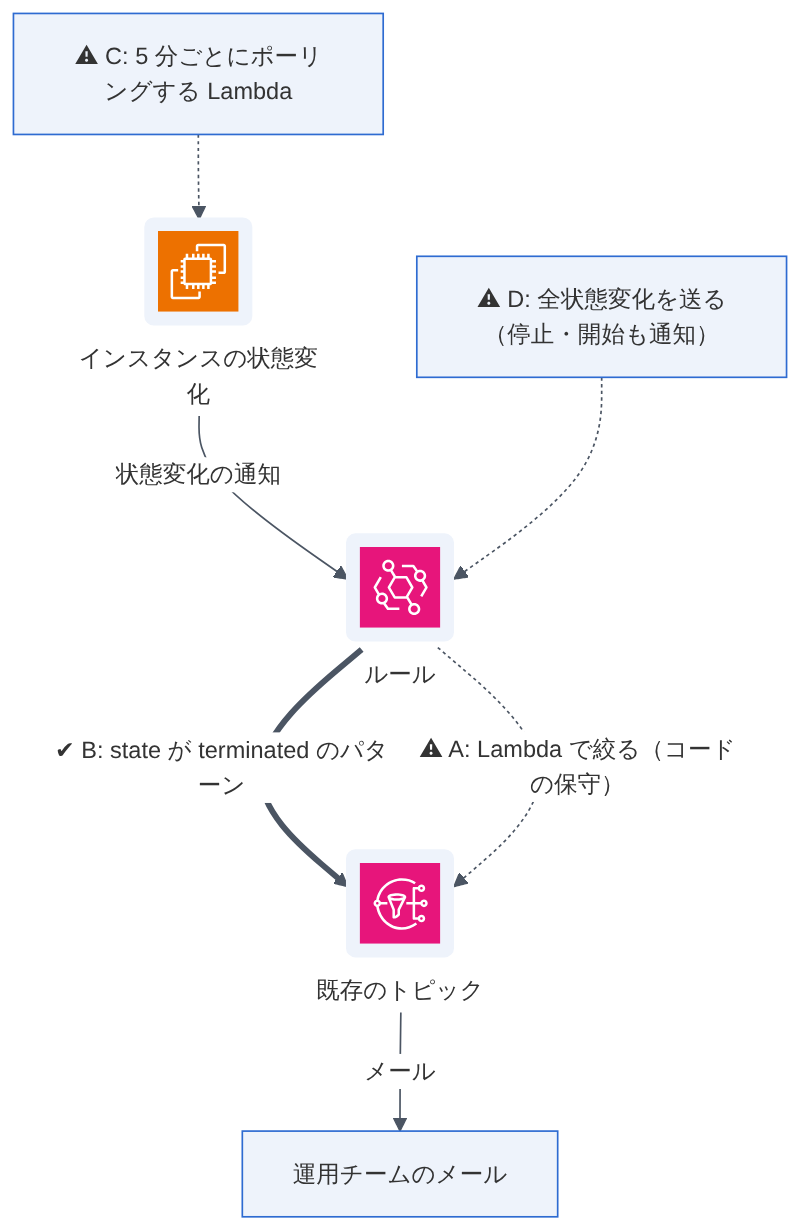 ⚠ C: 5 分ごとにポーリ
ングする Lambda
インスタンスの状態変
化
⚠ D: 全状態変化を送る
（停止・開始も通知）
状態変化の通知
ルール
✔ B: state が terminated のパタ
ーン
⚠ A: Lambda で絞る（コード
の保守）
既存のトピック
メール
運用チームのメール